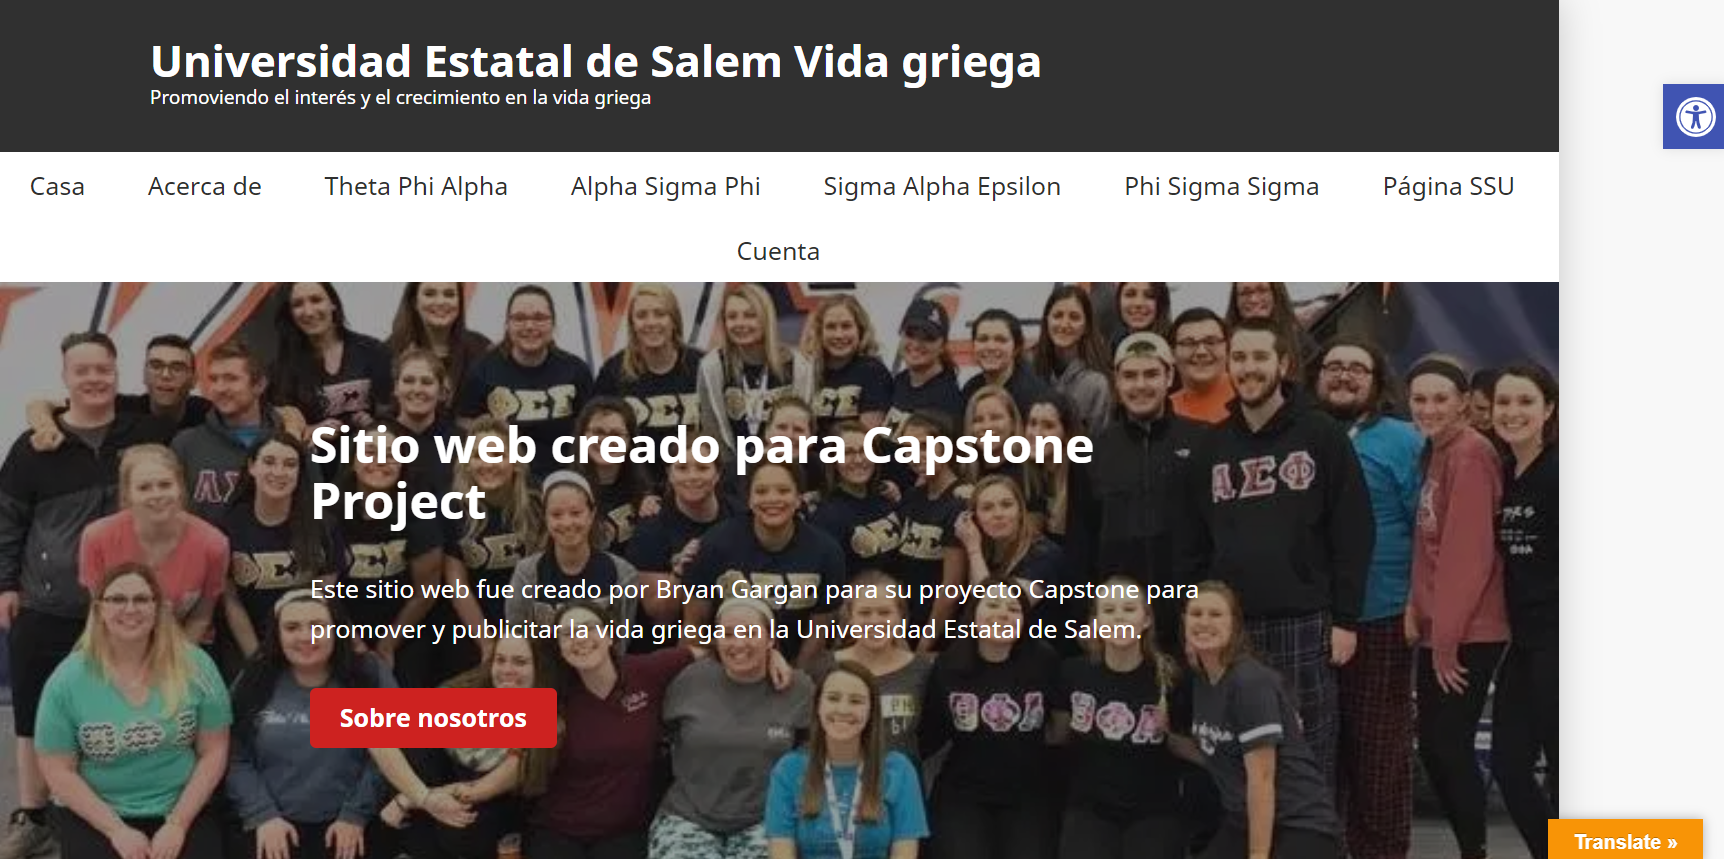 Universidad Estatal de Salem Vida griega
Promoviendo el interés y el crecimiento en la vida griega
Casa
Acerca de
Theta Phi Alpha
Alpha Sigma Phi
Sigma Alpha Epsilon
Phi Sigma Sigma
Página SSU
Cuenta
Sitio web creado para Capstone
Project
Este sitio web fue creado por Bryan Gargan para su proyecto Capstone para
promover y publicitar la vida griega en la Universidad Estatal de Salem.
Sobre nosotros
ΑΣΦ
ΘΦΑ
ΘΦΑ
Translate »